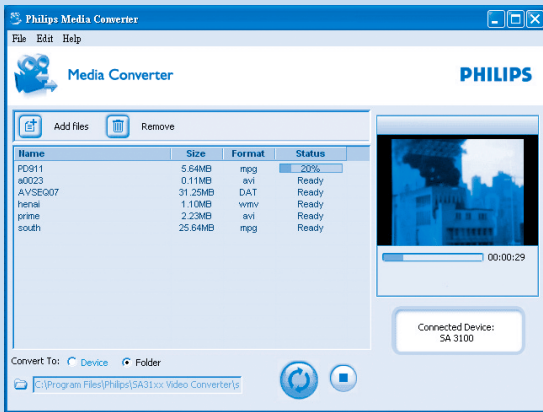 Philips Media Converter
File Edit Help
Media Converter
PHILIPS
Add files Remove
Name Size Format Status
PD911 5.64MB mpg 20%
a0023 0.11MB avi Ready
AVSEQ07 31.25MB DAT Ready
henai 1.10MB wmv Ready
prime 2.23MB avi Ready
south 25.64MB mpg Ready
00:00:29
Connected Device:
SA 3100
Convert To: Device Folder
C:\Program Files\Philips\SA31xx Video Converter\s